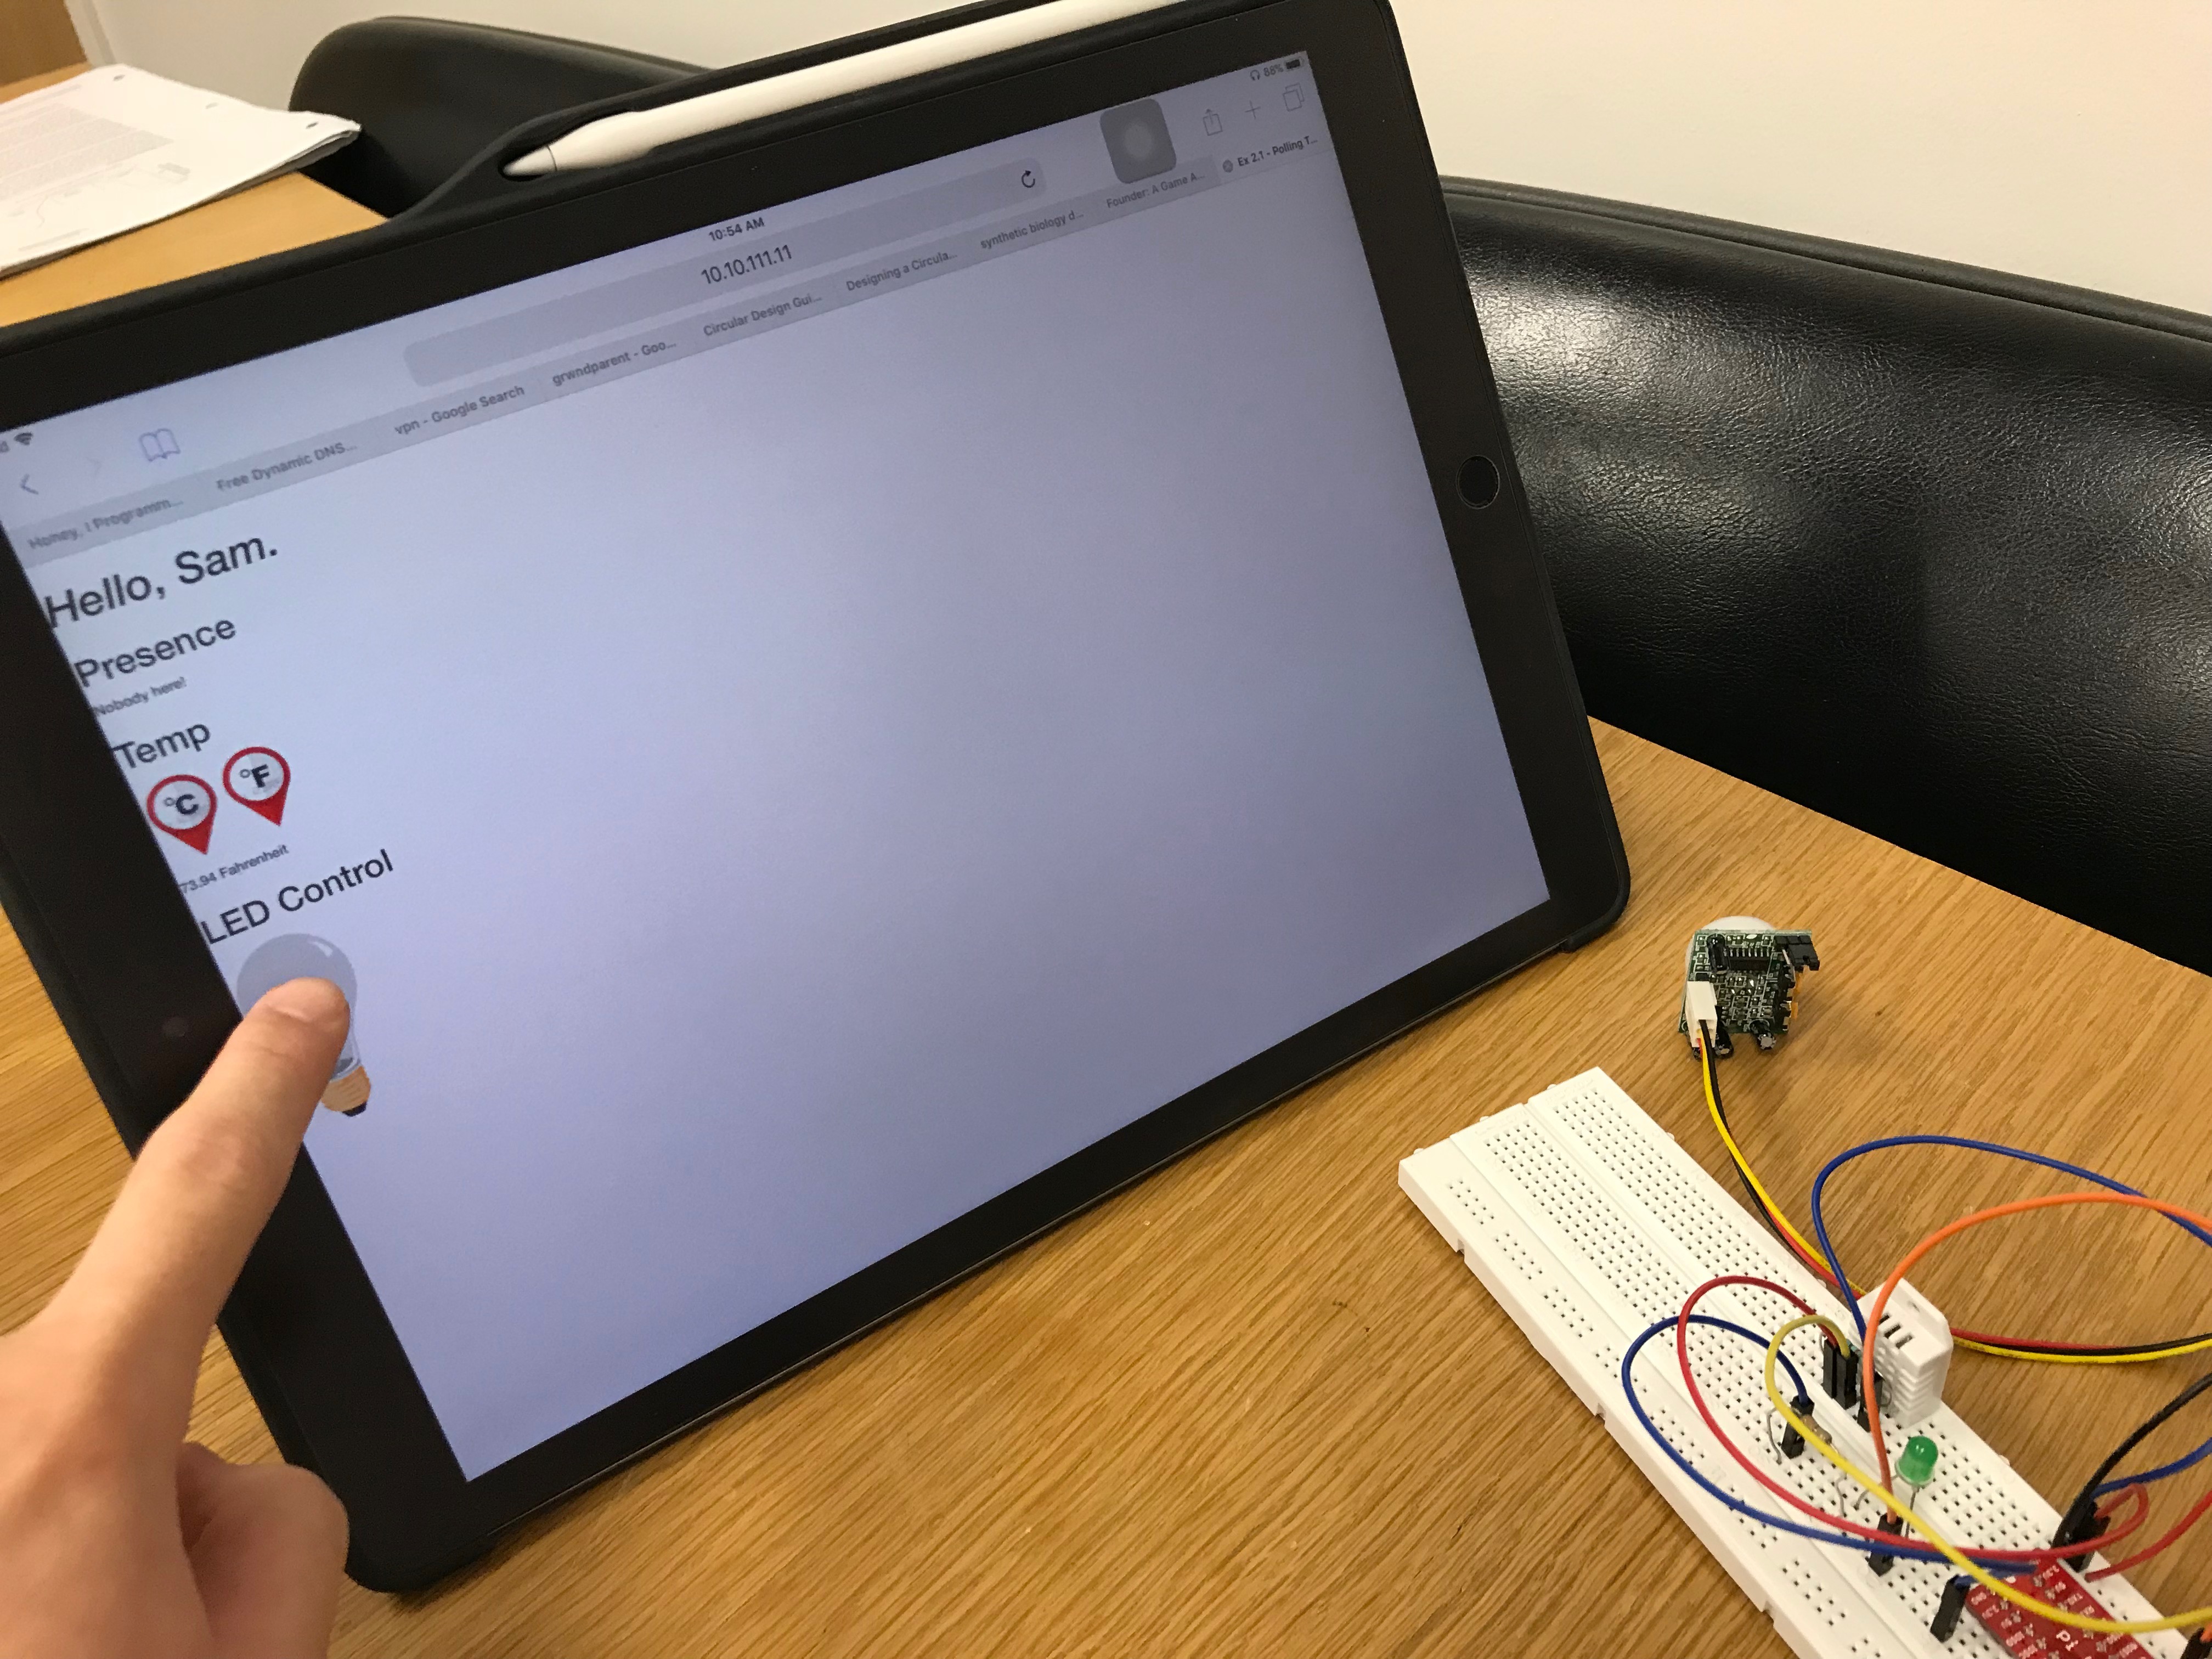 88%
10:54 AM
10.10.111.11
Honey, I Programm...
Free Dynamic DNS...
vpn - Google Search
grwndparent - Goo...
Circular Design Gui...
Designing a Circula...
synthetic biology d...
Founder: A Game A...
Ex 2.1 - Polling T...
Hello, Sam.
Presence
Nobody here!
Temp
°C °F
73.94 Fahrenheit
LED Control